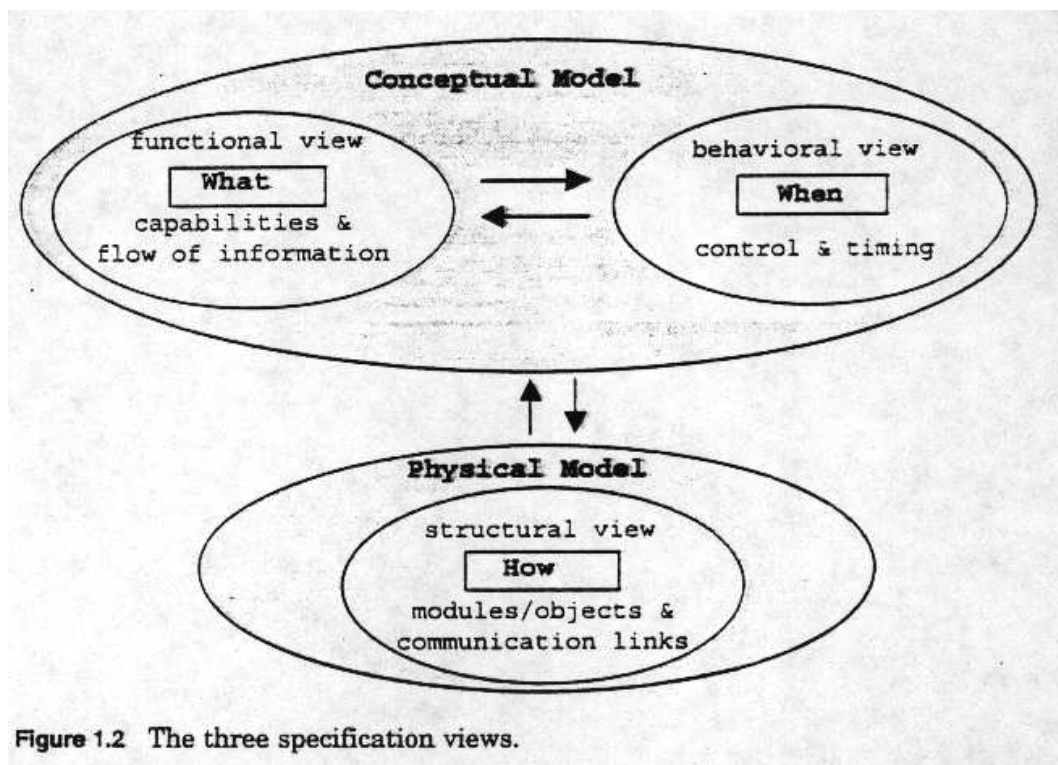 Conceptual Model
functional view
What
capabilities &
flow of information
behavioral view
When
control & timing
Physical Model
structural view
How
modules/objects &
communication links
Figure 1.2 The three specification views.